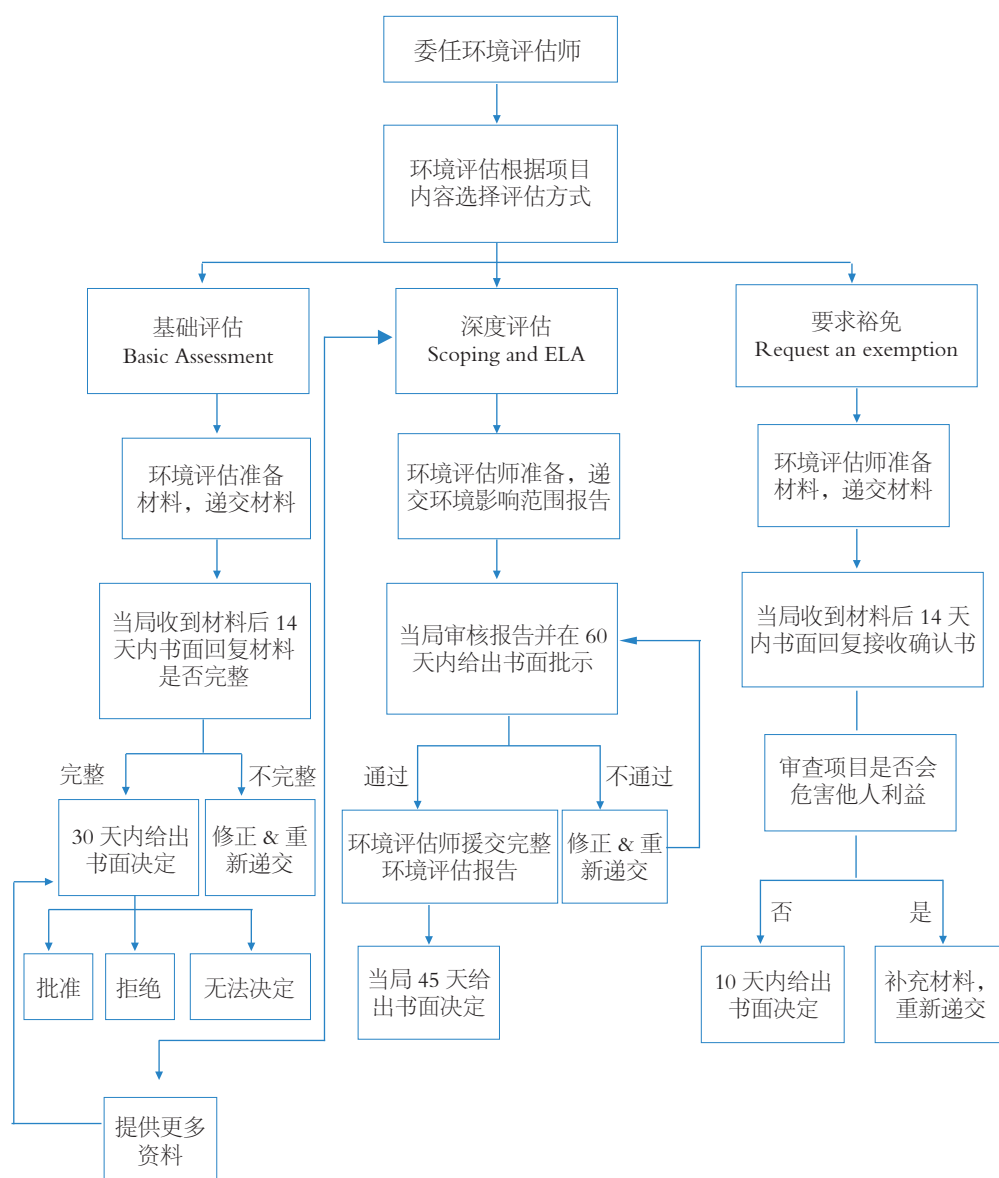 委任环境评估师
环境评估根据项目
内容选择评估方式
基础评估
Basic Assessment
深度评估
Scoping and ELA
要求裕免
Request an exemption
环境评估准备
材料，递交材料
环境评估师准备，递
交环境影响范围报告
环境评估师准备
材料，递交材料
当局收到材料后 14
天内书面回复材料
是否完整
当局审核报告并在 60
天内给出书面批示
当局收到材料后 14 天
内书面回复接收确认书
完整
不完整
通过
不通过
审查项目是否会
危害他人利益
30 天内给出
书面决定
修正 & 重
新递交
环境评估师援交完整
环境评估报告
修正 & 重
新递交
否
是
批准
拒绝
无法决定
当局 45 天给
出书面决定
10 天内给出
书面决定
补充材料，
重新递交
提供更多
资料